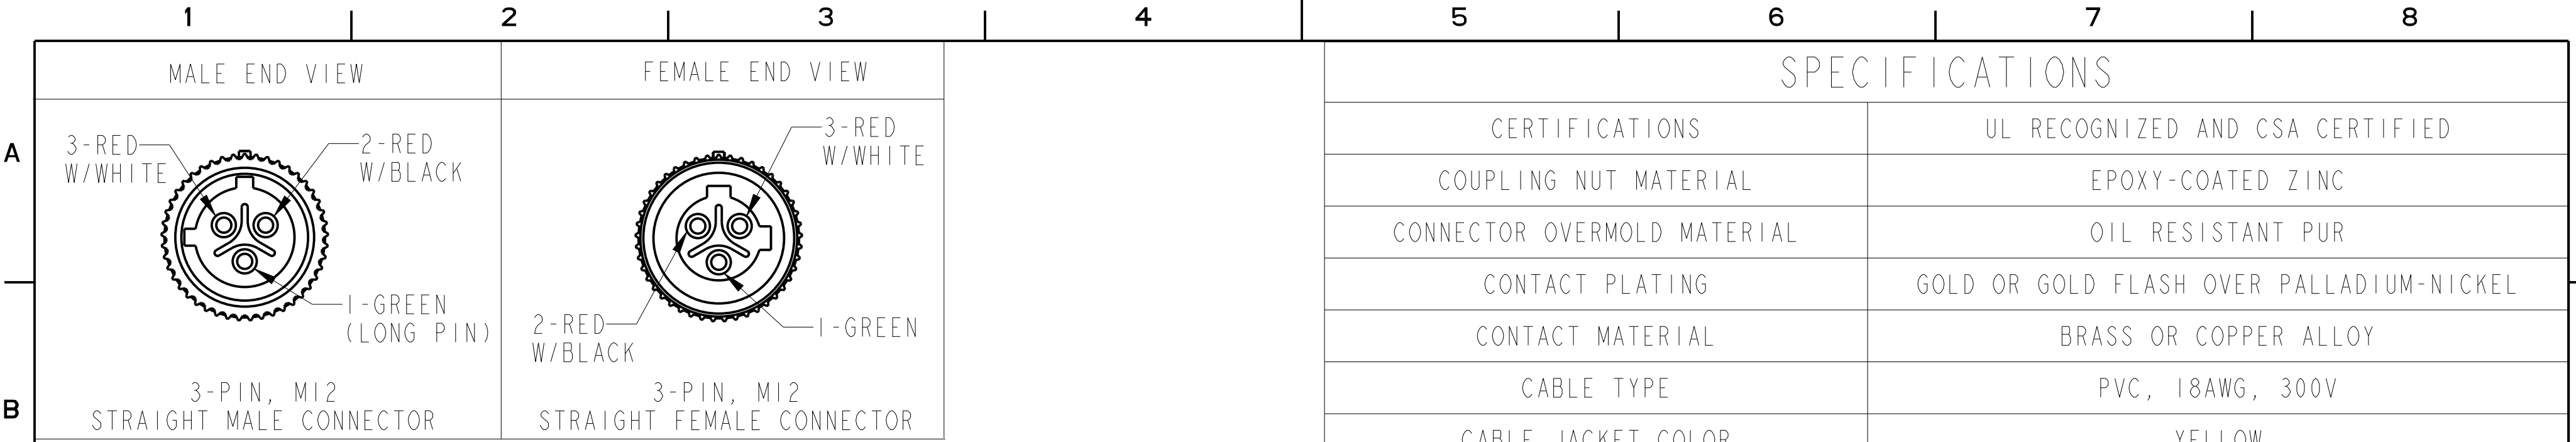 1 2 3 4 5 6 7 8
A
B
MALE END VIEW
3-RED
W/WHITE
2-RED
W/BLACK
1-GREEN
(LONG PIN)
3-PIN, M12
STRAIGHT MALE CONNECTOR
FEMALE END VIEW
3-RED
W/WHITE
2-RED
W/BLACK
1-GREEN
3-PIN, M12
STRAIGHT FEMALE CONNECTOR
SPECIFICATIONS
CERTIFICATIONS UL RECOGNIZED AND CSA CERTIFIED
COUPLING NUT MATERIAL EPOXY-COATED ZINC
CONNECTOR OVERMOLD MATERIAL OIL RESISTANT PUR
CONTACT PLATING GOLD OR GOLD FLASH OVER PALLADIUM-NICKEL
CONTACT MATERIAL BRASS OR COPPER ALLOY
CABLE TYPE PVC, 18AWG, 300V
CABLE JACKET COLOR YELLOW